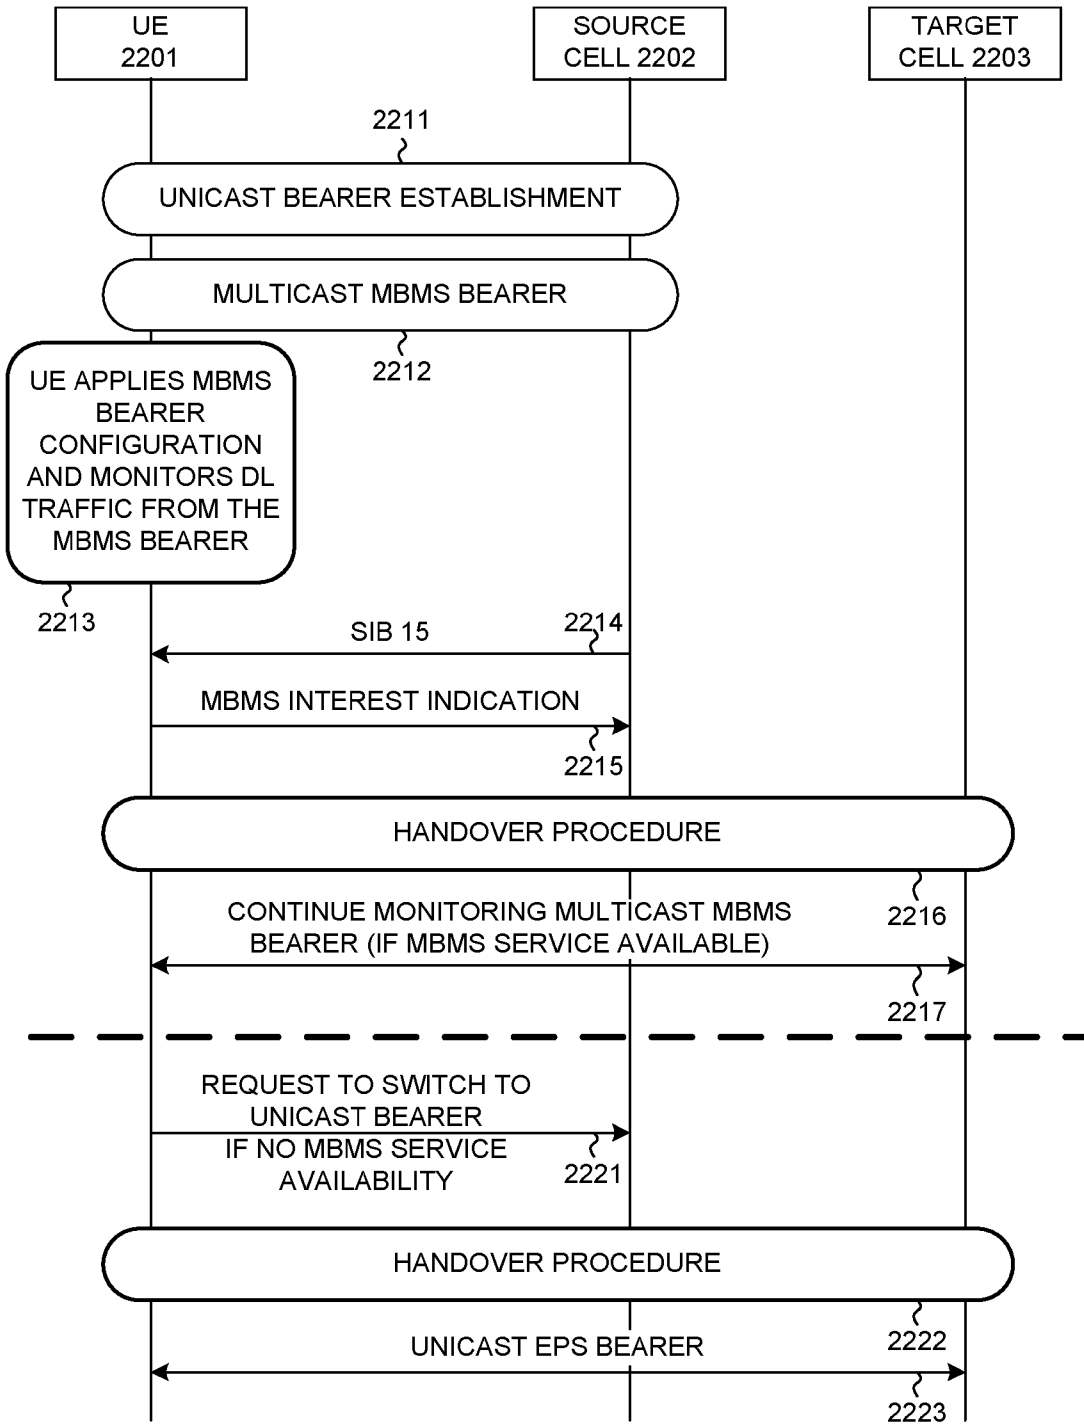 UE
2201
SOURCE
CELL 2202
TARGET
CELL 2203
2211
UNICAST BEARER ESTABLISHMENT
MULTICAST MBMS BEARER
2212
UE APPLIES MBMS
BEARER
CONFIGURATION
AND MONITORS DL
TRAFFIC FROM THE
MBMS BEARER
2213
SIB 15
2214
MBMS INTEREST INDICATION
2215
HANDOVER PROCEDURE
2216
CONTINUE MONITORING MULTICAST MBMS
BEARER (IF MBMS SERVICE AVAILABLE)
2217
REQUEST TO SWITCH TO
UNICAST BEARER
IF NO MBMS SERVICE
AVAILABILITY
2221
HANDOVER PROCEDURE
2222
UNICAST EPS BEARER
2223